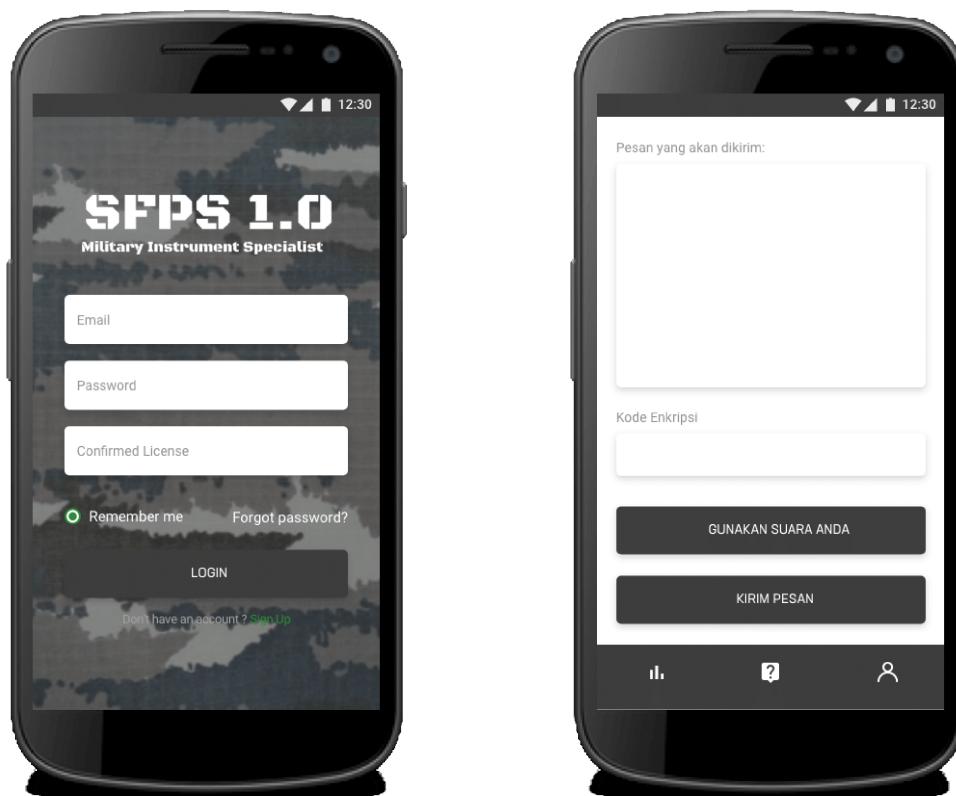 12:30
SFPS 1.0
Military Instrument Specialist
Email
Password
Confirmed License
Remember me
Forgot password?
LOGIN
Don't have an account ? Sign Up
12:30
Pesan yang akan dikirim:
Kode Enkripsi
GUNAKAN SUARA ANDA
KIRIM PESAN
?